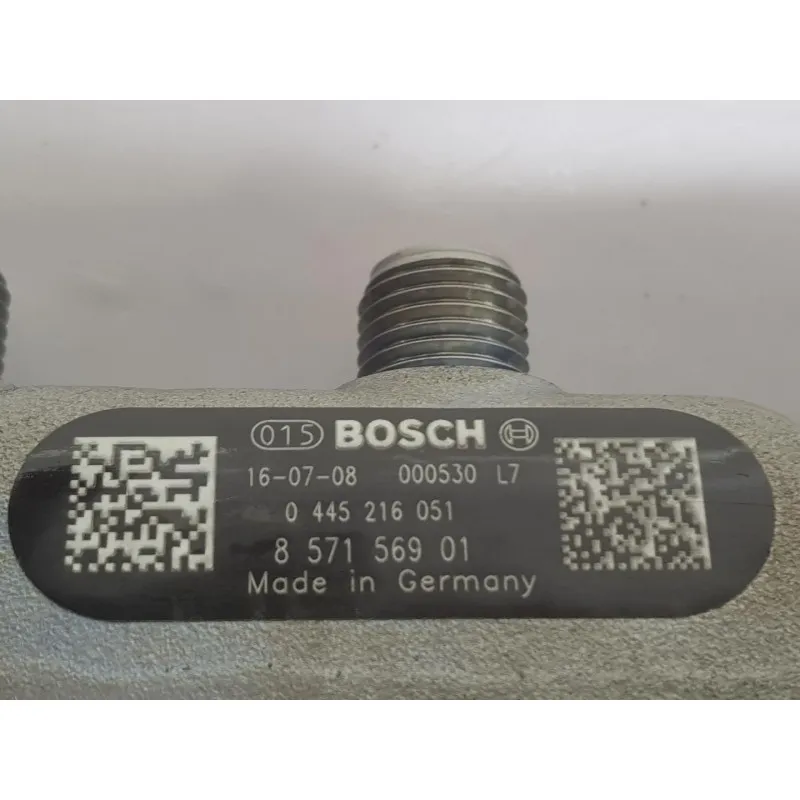 015 BOSCH
16-07-08 000530 L7
0 445 216 051
8 571 569 01
Made in Germany